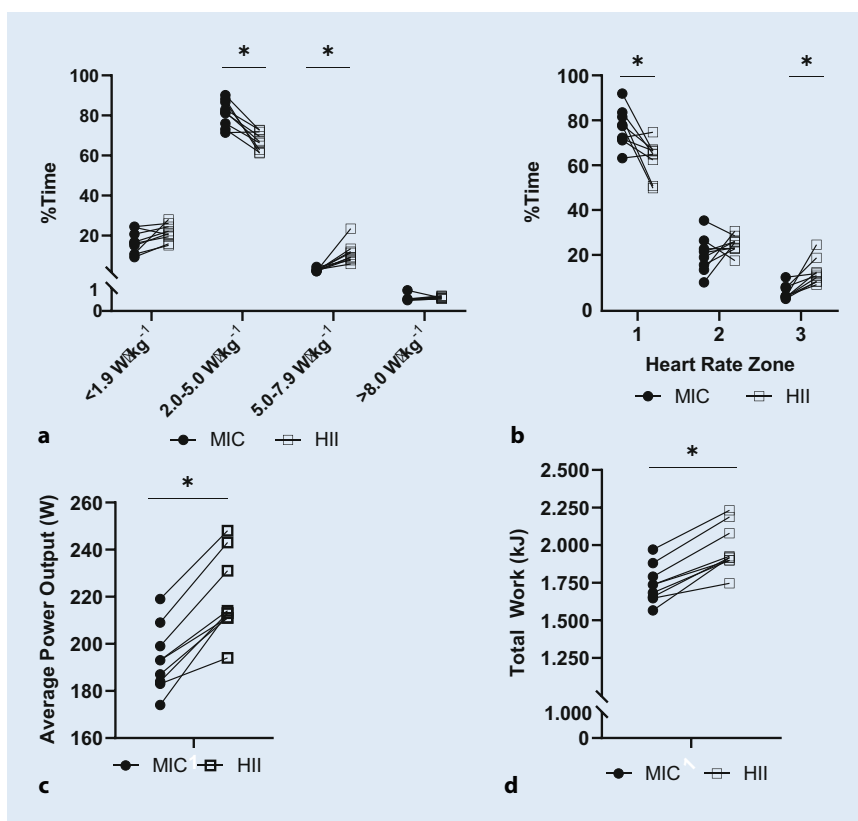 *
*
100
80
60
40
20
1
0
%Time
<1.9 W�kg-1
2.0-5.0 W�kg-1
5.0-7.9 W�kg-1
>8.0 W�kg-1
MIC
HII
a
*
*
100
80
60
40
20
0
%Time
1
2
3
Heart Rate Zone
MIC
HII
b
*
260
240
220
200
180
160
Average Power Output (W)
1
MIC
HII
c
*
2.500
2.250
2.000
1.750
1.500
1.250
1.000
0
Total Work (kJ)
1
MIC
HII
d